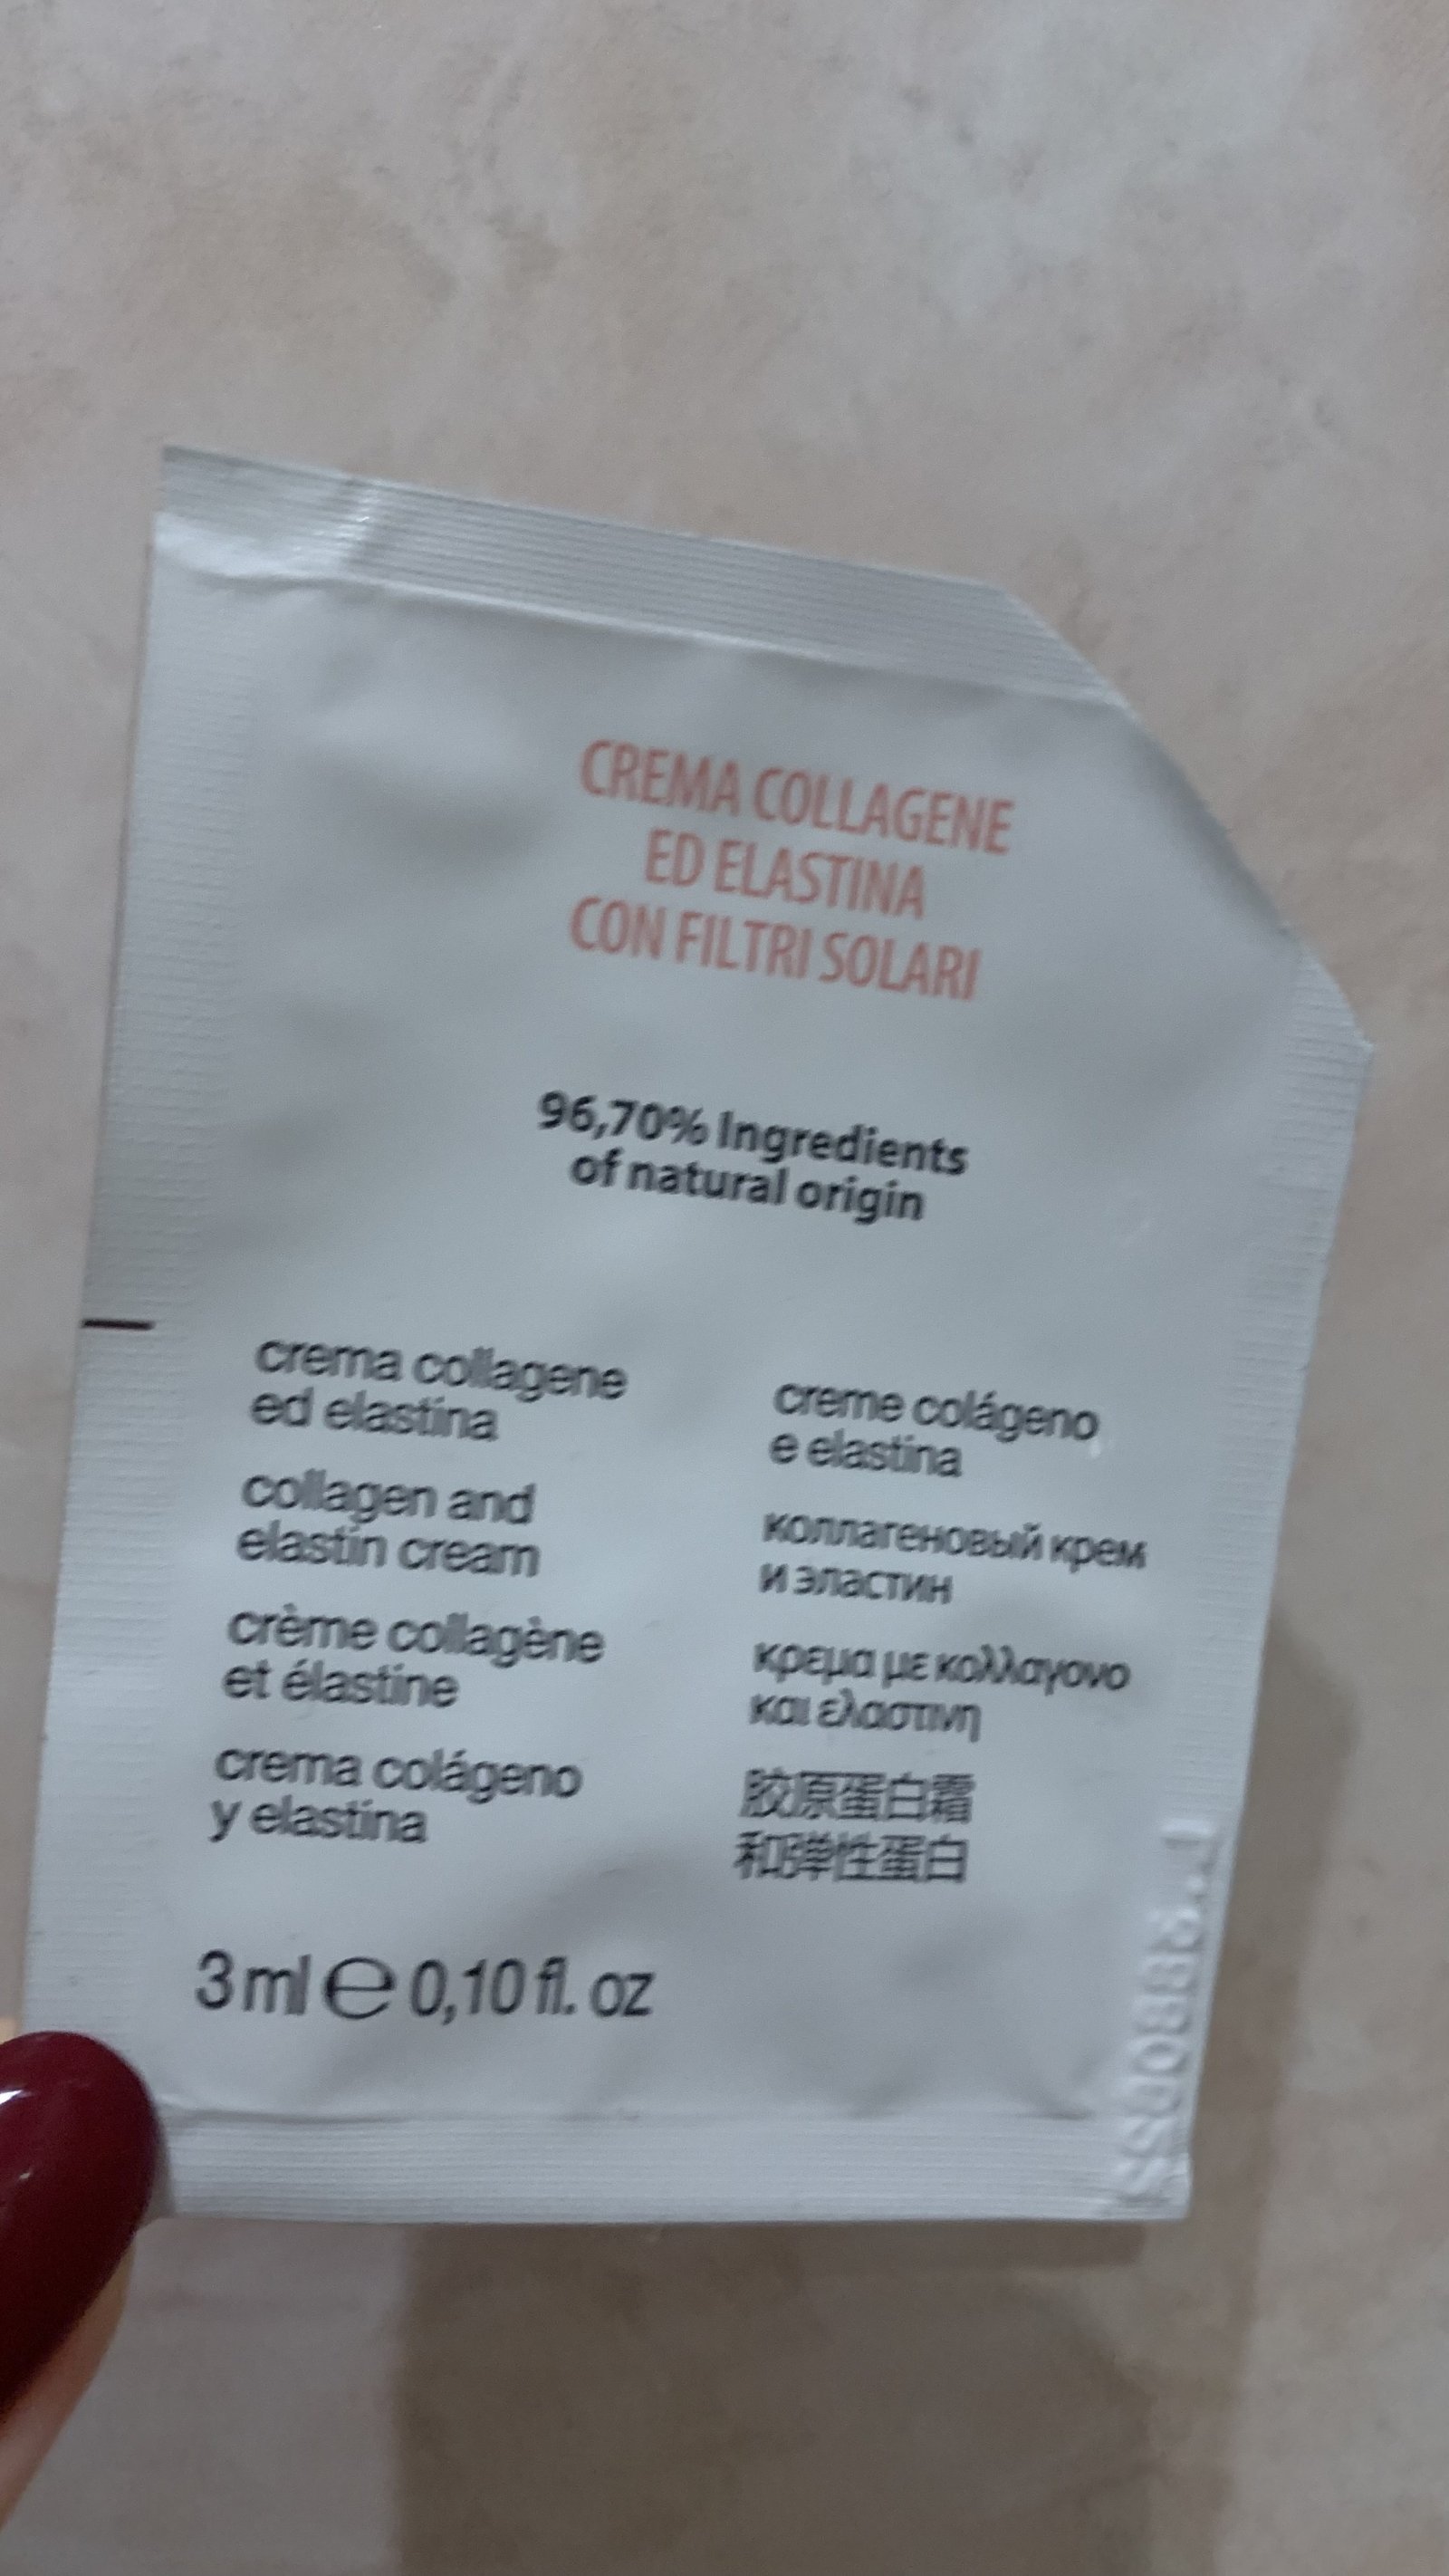 CREMA COLLAGENE
ED ELASTINA
CON FILTRI SOLARI
96,70% Ingredients
of natural origin
crema collagene
ed elastina
collagen and
elastin cream
crème collagène
et élastine
crema colágeno
y elastina
creme colágeno
e elastina
коллагеновый крем
и эластин
κρεμα με κολλαγονο
και ελαστινη
胶原蛋白霜
和弹性蛋白
3 ml ℮ 0,10 fl. oz